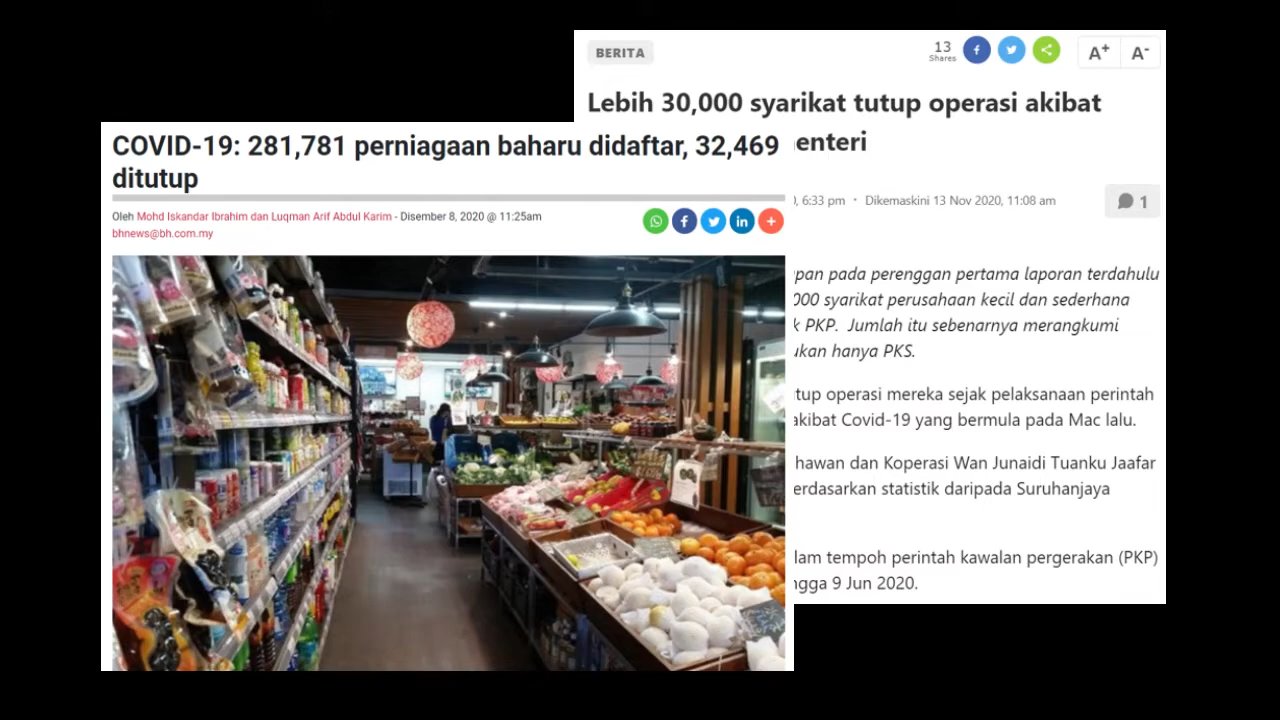 BERITA
13
Shares
A+
A-
Lebih 30,000 syarikat tutup operasi akibat
enteri
, 6:33 pm • Dikemaskini 13 Nov 2020, 11:08 am
1
pan pada perenggan pertama laporan terdahulu
000 syarikat perusahaan kecil dan sederhana
k PKP. Jumlah itu sebenarnya merangkumi
ukan hanya PKS.
tup operasi mereka sejak pelaksanaan perintah
akibat Covid-19 yang bermula pada Mac lalu.
hawan dan Koperasi Wan Junaidi Tuanku Jaafar
erdasarkan statistik daripada Suruhanjaya
lam tempoh perintah kawalan pergerakan (PKP)
ngga 9 Jun 2020.
COVID-19: 281,781 perniagaan baharu didaftar, 32,469
ditutup
Oleh Mohd Iskandar Ibrahim dan Luqman Arif Abdul Karim - Disember 8, 2020 @ 11:25am
bhnews@bh.com.my